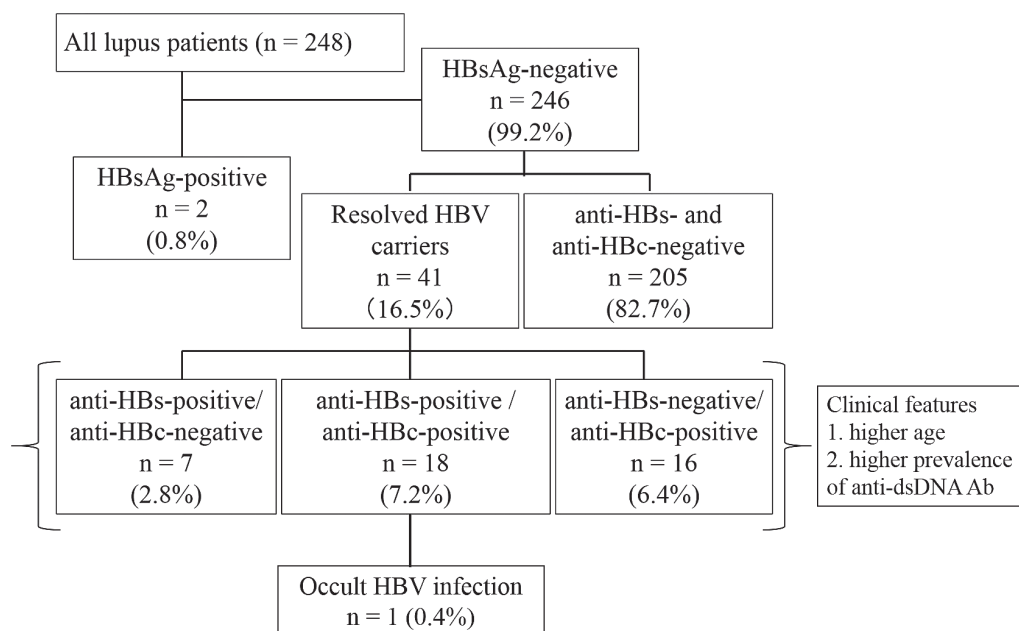 All lupus patients (n = 248)
HBsAg-negative
n = 246
(99.2%)
HBsAg-positive
n = 2
(0.8%)
Resolved HBV
carriers
n = 41
(16.5%)
anti-HBs- and
anti-HBc-negative
n = 205
(82.7%)
anti-HBs-positive/
anti-HBc-negative
n = 7
(2.8%)
anti-HBs-positive /
anti-HBc-positive
n = 18
(7.2%)
anti-HBs-negative/
anti-HBc-positive
n = 16
(6.4%)
Clinical features
1. higher age
2. higher prevalence
of anti-dsDNA Ab
Occult HBV infection
n = 1 (0.4%)